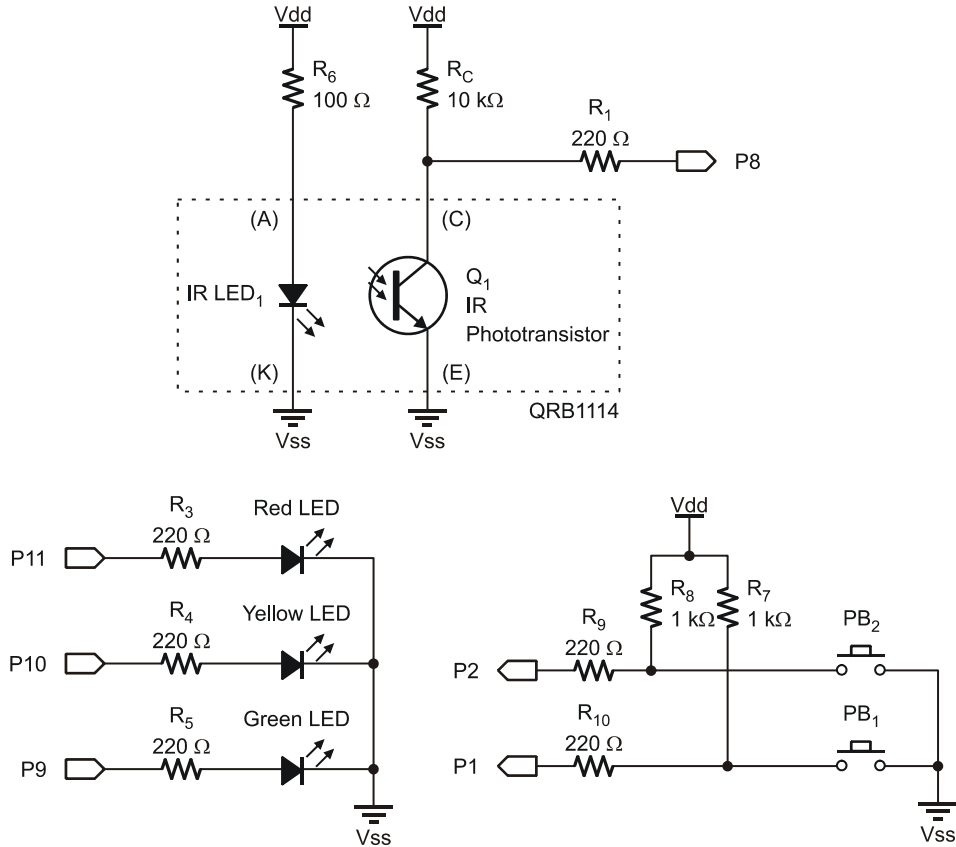 Vdd
Vdd
R6
100 Ω
RC
10 kΩ
R1
220 Ω
P8
(A)
(C)
IR LED1
Q1
IR
Phototransistor
(K)
(E)
QRB1114
Vss
Vss
R3
220 Ω
Red LED
P11
R4
220 Ω
Yellow LED
P10
R5
220 Ω
Green LED
P9
Vss
Vdd
R8
1 kΩ
R7
1 kΩ
R9
220 Ω
PB2
P2
R10
220 Ω
PB1
P1
Vss